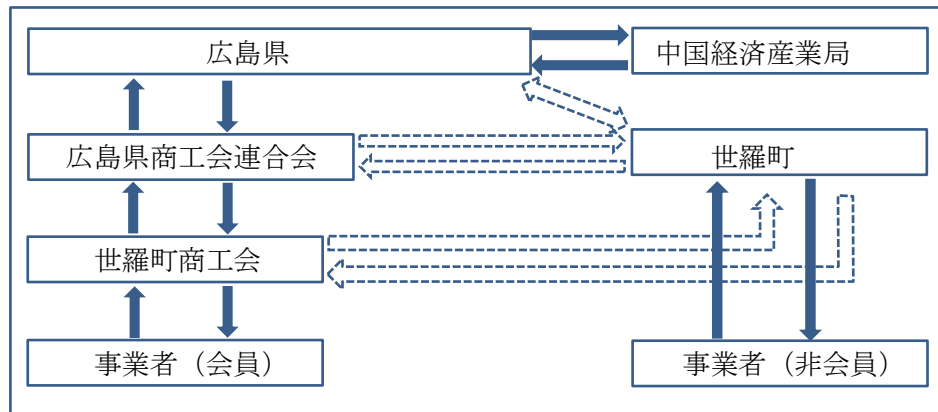 広島県
中国経済産業局
広島県商工会連合会
世羅町
世羅町商工会
事業者（会員）
事業者（非会員）